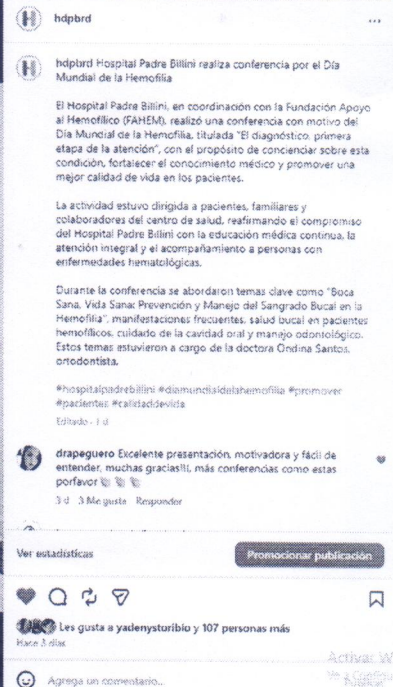 hdpbrd
hdpbrd Hospital Padre Billini realiza conferencia por el Día
Mundial de la Hemofilia
El Hospital Padre Billini, en coordinación con la Fundación Apoyo
al Hemofílico (FAHEM), realizó una conferencia con motivo del
Día Mundial de la Hemofilia, titulada "El diagnóstico, primera
etapa de la atención", con el propósito de concienciar sobre esta
condición, fortalecer el conocimiento médico y promover una
mejor calidad de vida en los pacientes.
La actividad estuvo dirigida a pacientes, familiares y
colaboradores del centro de salud, reafirmando el compromiso
del Hospital Padre Billini con la educación médica continua, la
atención integral y el acompañamiento a personas con
enfermedades hematológicas.
Durante la conferencia se abordaron temas clave como "Boca
Sana, Vida Sana: Prevención y Manejo del Sangrado Bucal en la
Hemofilia", manifestaciones frecuentes, salud bucal en pacientes
hemofílicos, cuidado de la cavidad oral y manejo odontológico.
Estos temas estuvieron a cargo de la doctora Ondina Santos,
ortodontista.
#hospitalpadrebillini #diamundialdelahemofilia #promover
#pacientes #calidaddevida
Editado · 1 d
drapeguero Excelente presentación, motivadora y fácil de
entender, muchas gracias!!!, más conferencias como estas
porfavor
3 d 3 Me gusta Responder
Ver estadísticas
Promocionar publicación
Les gusta a yadenystoribio y 107 personas más
Hace 3 días
Activar W
Ve a Configu
Agrega un comentario...
Publicar